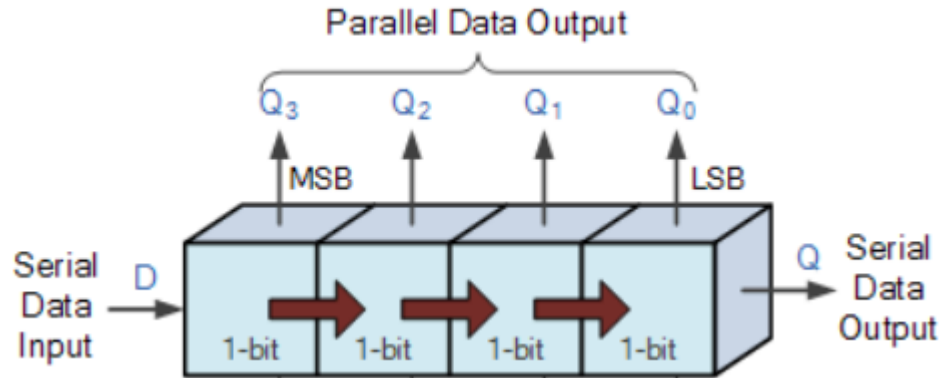 Parallel Data Output
Q₃ Q₂ Q₁ Q₀
MSB LSB
Serial Data Input
D
Q
Serial Data Output
1-bit 1-bit 1-bit 1-bit